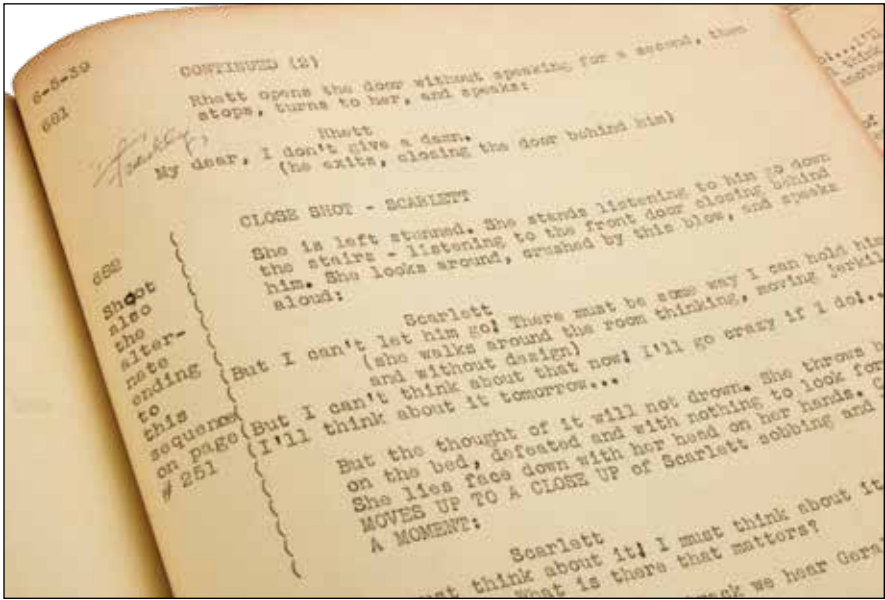 6-5-39
CONTINUED (2)
681
Rhett opens the door without speaking for a second, then
stops, turns to her, and speaks:
Rhett
"Frankly,
My dear, I don't give a damn.
(he exits, closing the door behind him)
CLOSE SHOT - SCARLETT
682
She is left stunned. She stands listening to him go down
the stairs - listening to the front door closing behind
him. She looks around, crushed by this blow, and speaks
aloud:
Shoot
also
the
alter-
nate
ending
to
this
sequence
on page
# 251
Scarlett
(But I can't let him go! There must be some way I can hold him
(she walks around the room thinking, moving jerkil
and without design)
(But I can't think about that now! I'll go crazy if I do!..
(I'll think about it tomorrow...
But the thought of it will not drown. She throws h
on the bed, defeated and with nothing to look for
She lies face down with her head on her hands. C
MOVES UP TO A CLOSE UP of Scarlett sobbing and
A MOMENT:
Scarlett
ust think about it! I must think about it
What is there that matters?
rack we hear Geral
...I'll
think
anothe